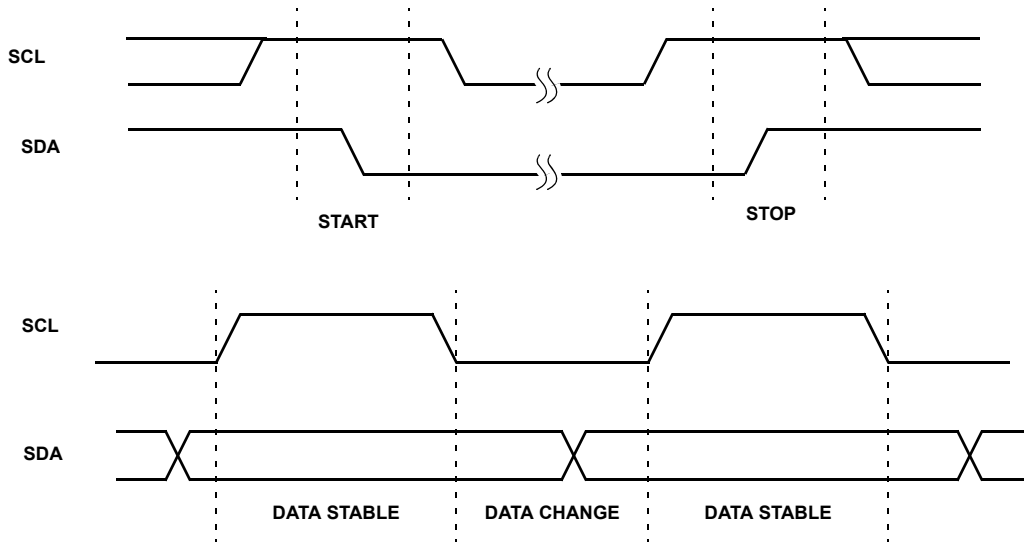 SCL
SDA
START
STOP
SCL
SDA
DATA STABLE
DATA CHANGE
DATA STABLE